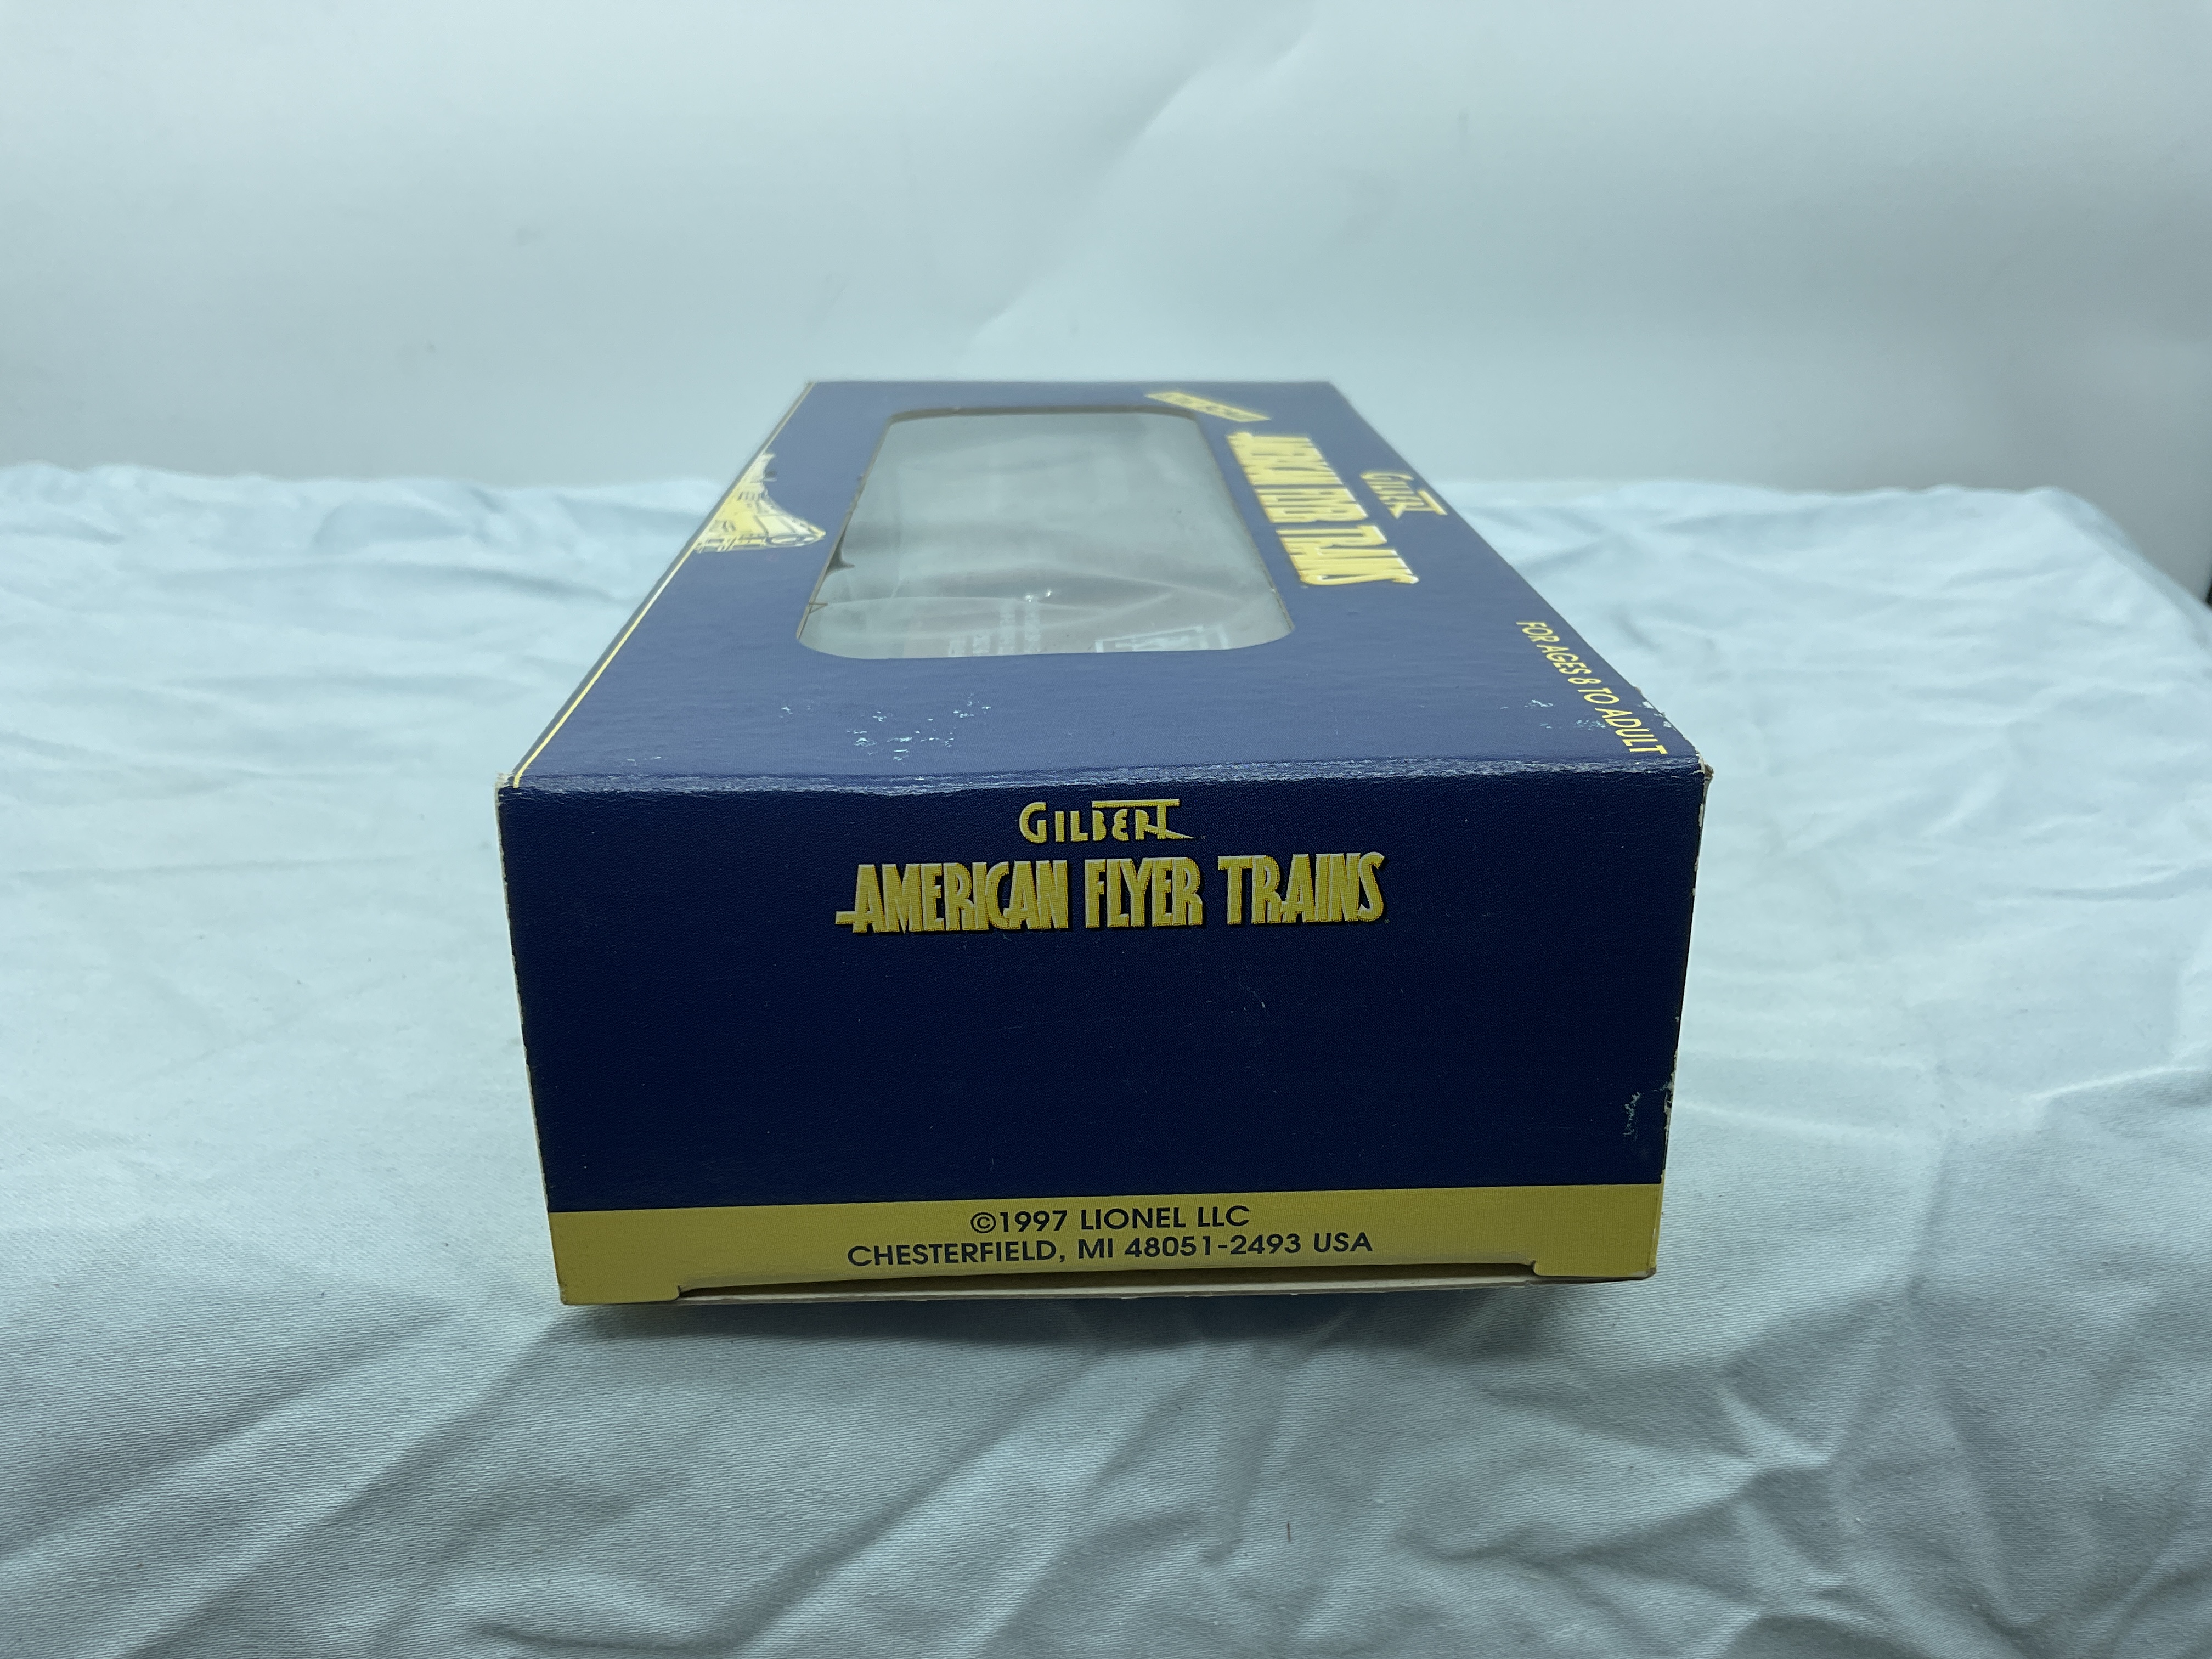 GILBERT
AMERICAN FLYER TRAINS
FOR AGES 8 TO ADULT
GILBERT
AMERICAN FLYER TRAINS
©1997 LIONEL LLC
CHESTERFIELD, MI 48051-2493 USA